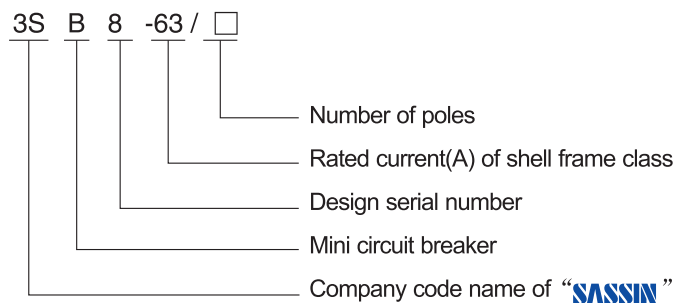 3S B 8 -63 / □
Number of poles
Rated current(A) of shell frame class
Design serial number
Mini circuit breaker
Company code name of “SASSIN”